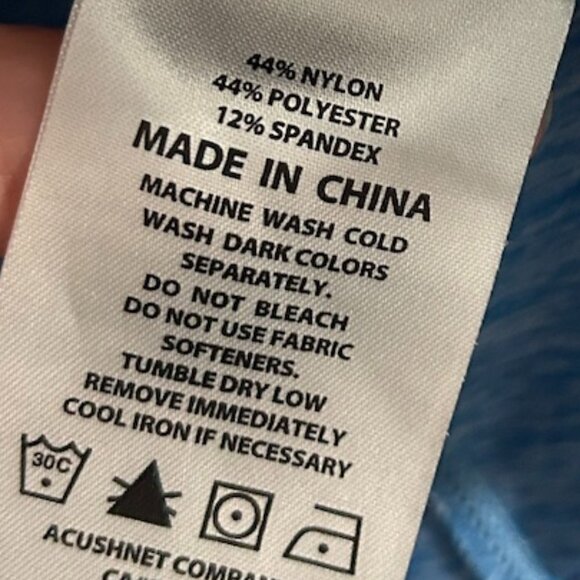 44% NYLON
44% POLYESTER
12% SPANDEX
MADE IN CHINA
MACHINE WASH COLD
WASH DARK COLORS
SEPARATELY.
DO NOT BLEACH
DO NOT USE FABRIC
SOFTENERS.
TUMBLE DRY LOW
REMOVE IMMEDIATELY
COOL IRON IF NECESSARY
30C
ACUSHNET